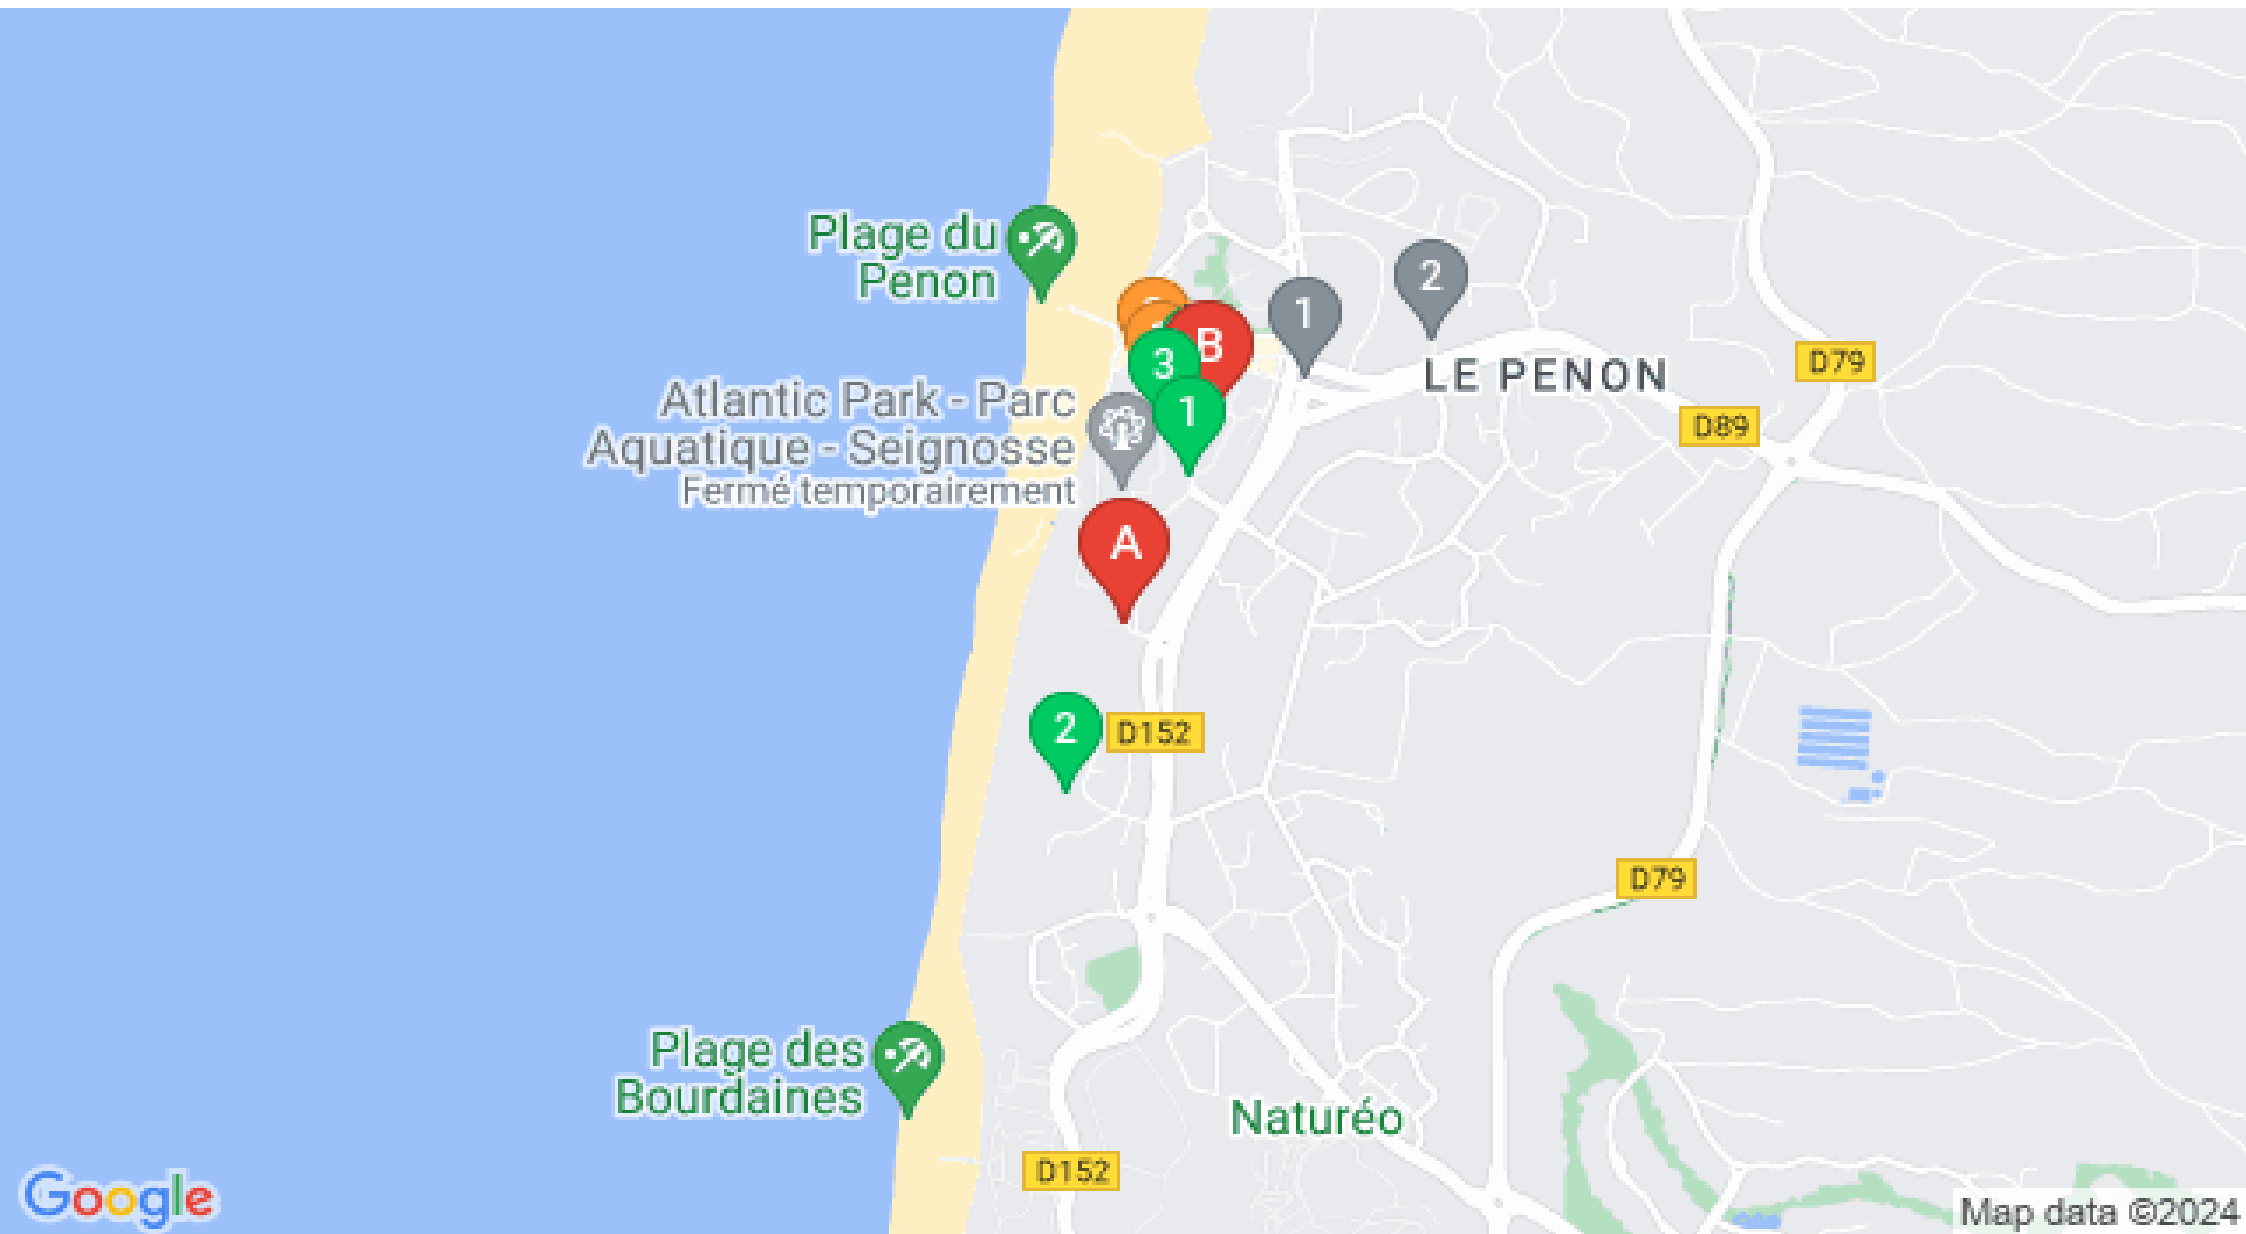 Plage du
Penon
2
1
B
3
1
LE PENON
D79
Atlantic Park - Parc
Aquatique - Seignosse
Fermé temporairement
D89
A
2
D152
D79
Plage des
Bourdaines
Naturéo
D152
Google
Map data ©2024